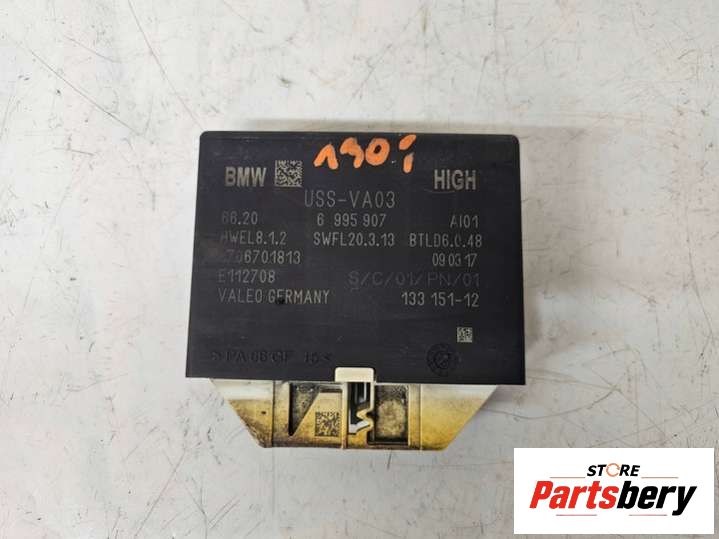 190i
BMW HIGH
USS-VA03
66.20 6 995 907 AI01
HWEL8.1.2 SWFL20.3.13 BTLD6.0.48
2706701813 09 03 17
E112708 S/C/01/PN/01
VALEO GERMANY 133 151-12
STORE
Partsbery